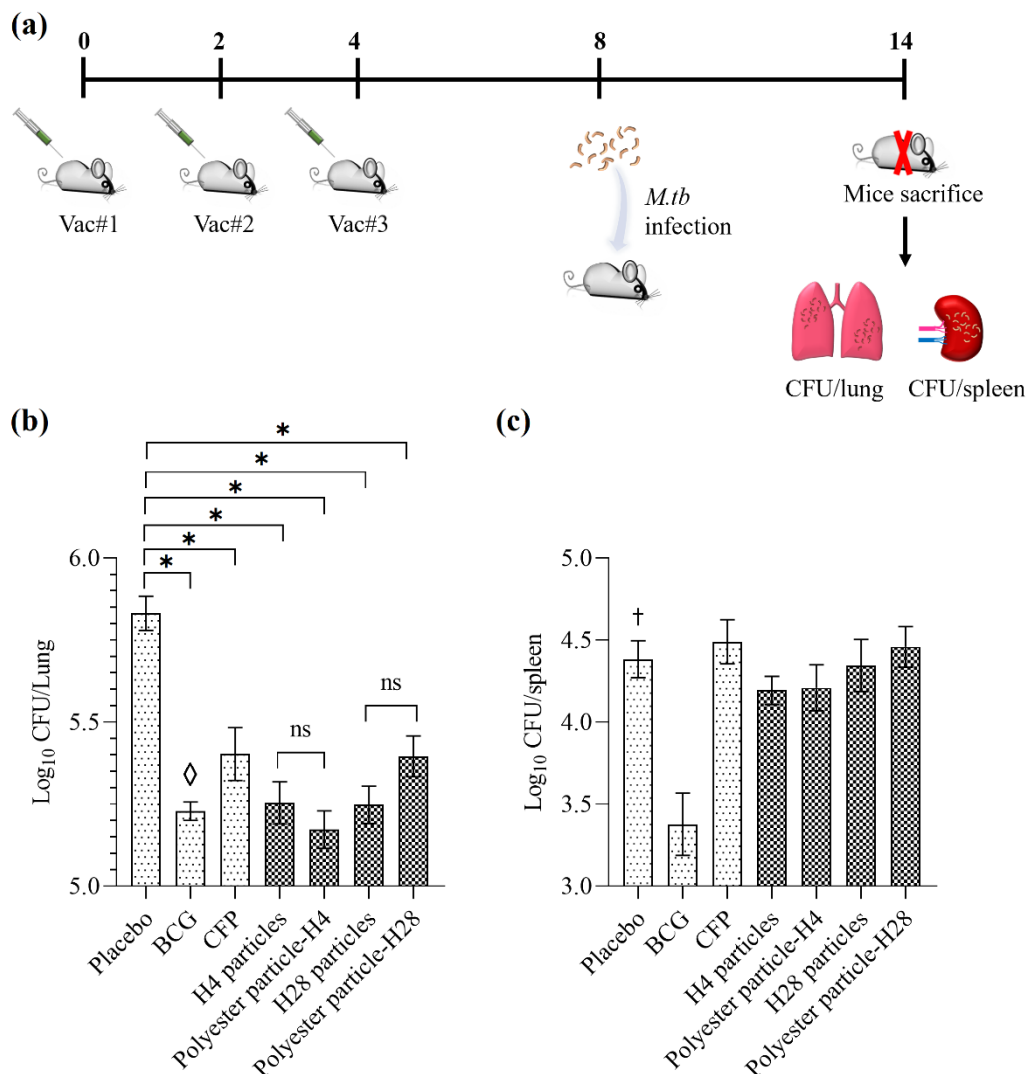 (a)
0 2 4 8 14
Vac#1 Vac#2 Vac#3
M.tb
infection
Mice sacrifice
CFU/lung CFU/spleen
(b)
*
*
*
*
*
*
Log10 CFU/Lung
6.0
5.5
5.0
◊
ns
ns
Placebo
BCG
CFP
H4 particles
Polyester particle-H4
H28 particles
Polyester particle-H28
(c)
Log10 CFU/spleen
5.0
4.5
4.0
3.5
3.0
†
Placebo
BCG
CFP
H4 particles
Polyester particle-H4
H28 particles
Polyester particle-H28